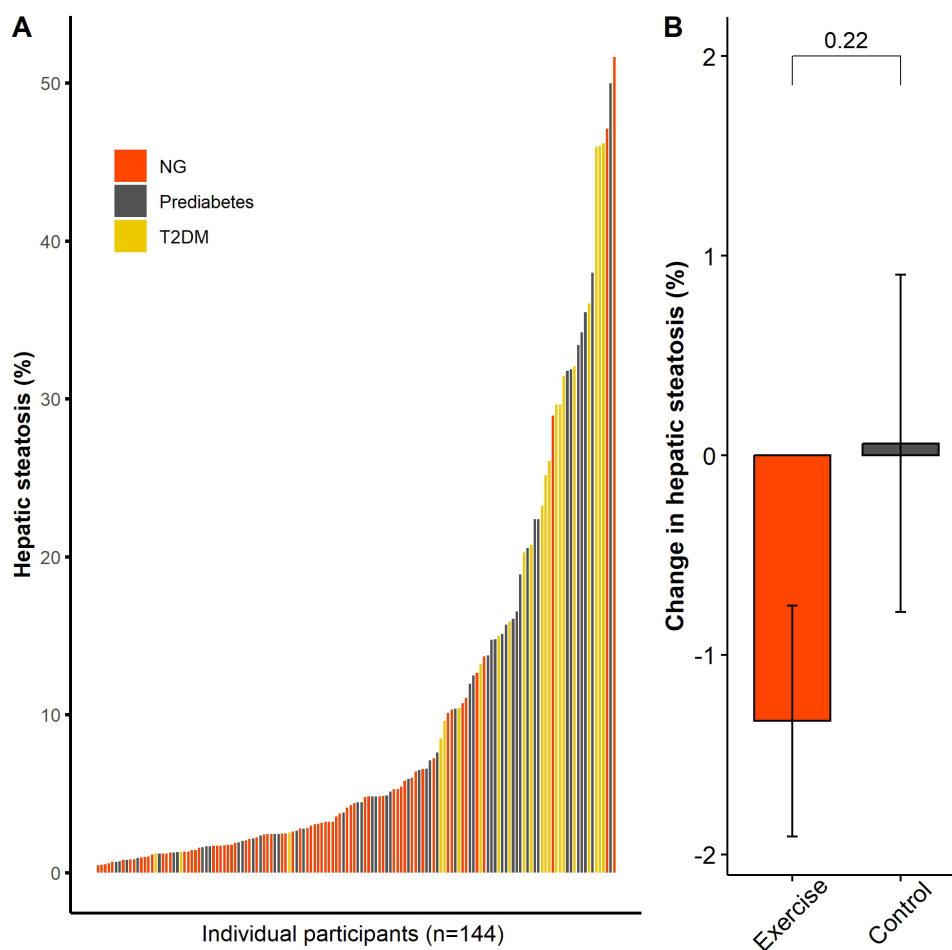 A
Hepatic steatosis (%)
50
40
30
20
10
0
NG
Prediabetes
T2DM
Individual participants (n=144)
B
Change in hepatic steatosis (%)
2
1
0
-1
-2
0.22
Exercise
Control